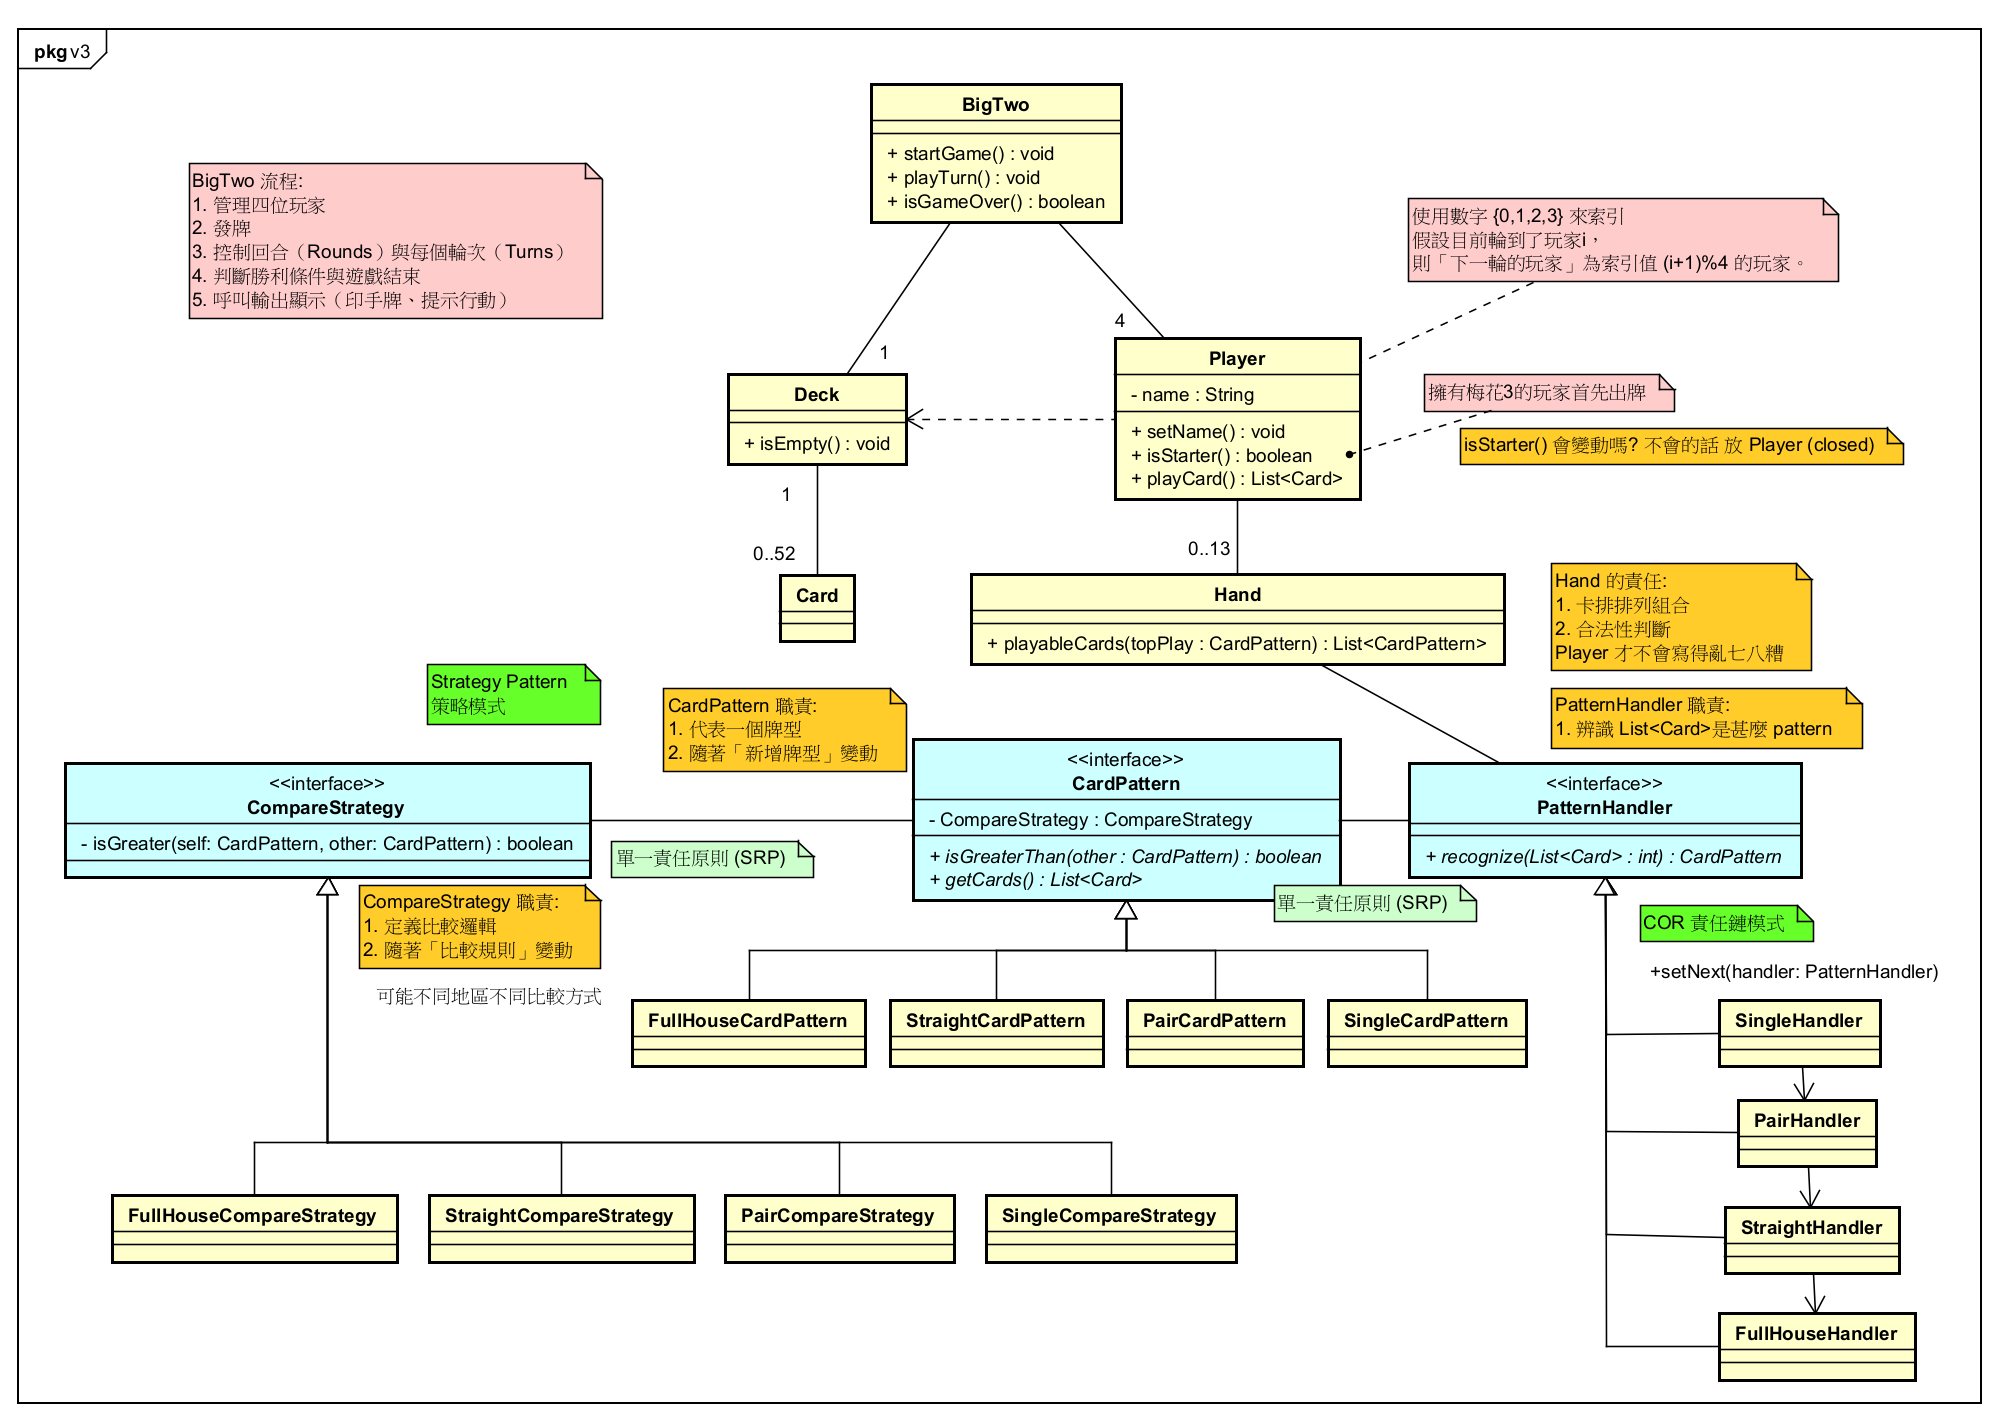 pkg v3
BigTwo
+ startGame() : void
+ playTurn() : void
+ isGameOver() : boolean
BigTwo 流程:
1. 管理四位玩家
2. 發牌
3. 控制回合（Rounds）與每個輪次（Turns）
4. 判斷勝利條件與遊戲結束
5. 呼叫輸出顯示（印手牌、提示行動）
使用數字 {0,1,2,3} 來索引
假設目前輪到了玩家i，
則「下一輪的玩家」為索引值 (i+1)%4 的玩家。
1
4
Deck
+ isEmpty() : void
Player
- name : String
+ setName() : void
+ isStarter() : boolean
+ playCard() : List<Card>
擁有梅花3的玩家首先出牌
isStarter() 會變動嗎? 不會的話 放 Player (closed)
1
0..52
0..13
Card
Hand
+ playableCards(topPlay : CardPattern) : List<CardPattern>
Hand 的責任:
1. 卡排排列組合
2. 合法性判斷
Player 才不會寫得亂七八糟
Strategy Pattern
策略模式
CardPattern 職責:
1. 代表一個牌型
2. 隨著「新增牌型」變動
PatternHandler 職責:
1. 辨識 List<Card>是甚麼 pattern
<<interface>>
CompareStrategy
- isGreater(self: CardPattern, other: CardPattern) : boolean
<<interface>>
CardPattern
- CompareStrategy : CompareStrategy
+ isGreaterThan(other : CardPattern) : boolean
+ getCards() : List<Card>
<<interface>>
PatternHandler
+ recognize(List<Card> : int) : CardPattern
單一責任原則 (SRP)
單一責任原則 (SRP)
CompareStrategy 職責:
1. 定義比較邏輯
2. 隨著「比較規則」變動
可能不同地區不同比較方式
COR 責任鏈模式
+setNext(handler: PatternHandler)
FullHouseCardPattern
StraightCardPattern
PairCardPattern
SingleCardPattern
SingleHandler
PairHandler
StraightHandler
FullHouseHandler
FullHouseCompareStrategy
StraightCompareStrategy
PairCompareStrategy
SingleCompareStrategy